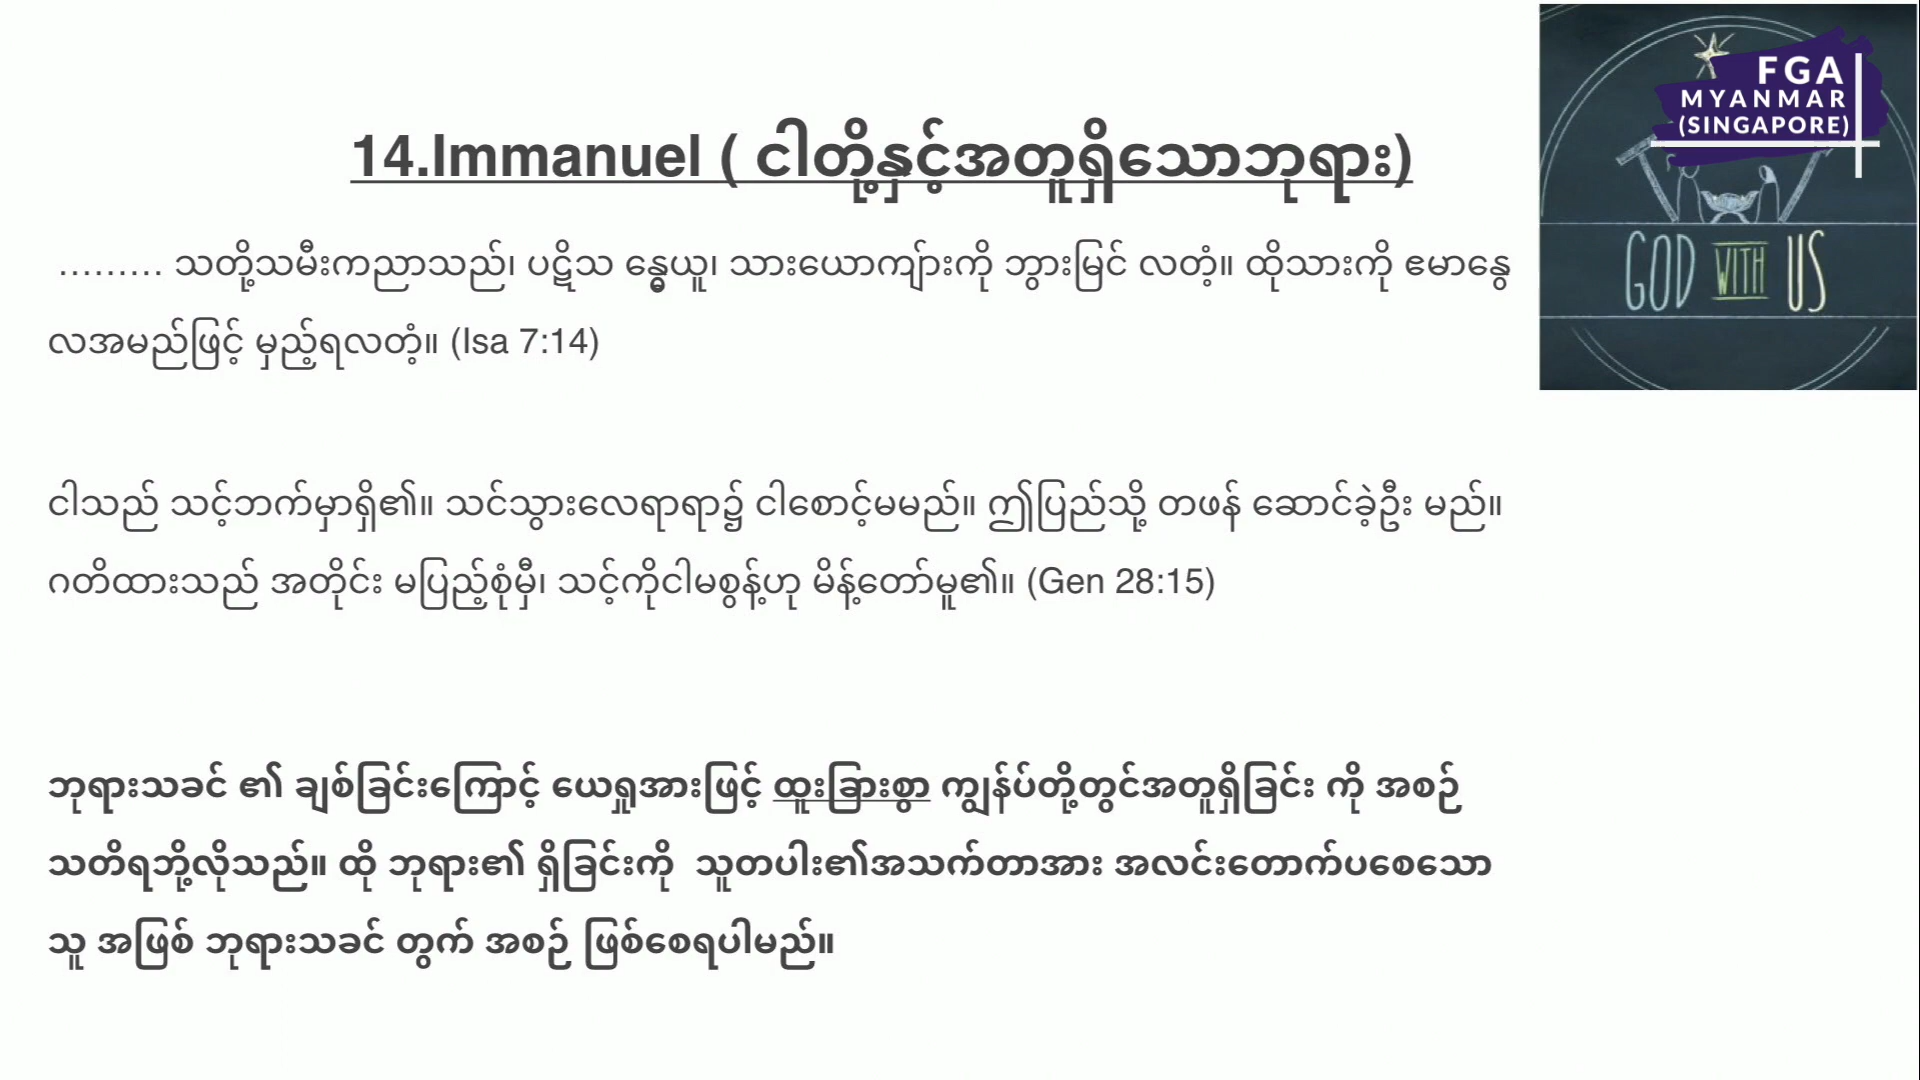 14.Immanuel ( ငါတို့နှင့်အတူရှိသောဘုရား)
……… သတို့သမီးကညာသည်၊ ပဋိသ န္ဓေယူ၊ သားယောကျာ်းကို ဘွားမြင် လတံ့။ ထိုသားကို ဧမာနွေ
လအမည်ဖြင့် မှည့်ရလတံ့။ (Isa 7:14)
ငါသည် သင့်ဘက်မှာရှိ၏။ သင်သွားလေရာရာ၌ ငါစောင့်မမည်။ ဤပြည်သို့ တဖန် ဆောင်ခဲ့ဦး မည်။
ဂတိထားသည် အတိုင်း မပြည့်စုံမှီ၊ သင့်ကိုငါမစွန့်ဟု မိန့်တော်မူ၏။ (Gen 28:15)
ဘုရားသခင် ၏ ချစ်ခြင်းကြောင့် ယေရှုအားဖြင့် ထူးခြားစွာ ကျွန်ပ်တို့တွင်အတူရှိခြင်း ကို အစဉ်
သတိရဘို့လိုသည်။ ထို ဘုရား၏ ရှိခြင်းကို သူတပါး၏အသက်တာအား အလင်းတောက်ပစေသော
သူ အဖြစ် ဘုရားသခင် တွက် အစဉ် ဖြစ်စေရပါမည်။
FGA
MYANMAR
(SINGAPORE)
GOD WITH US